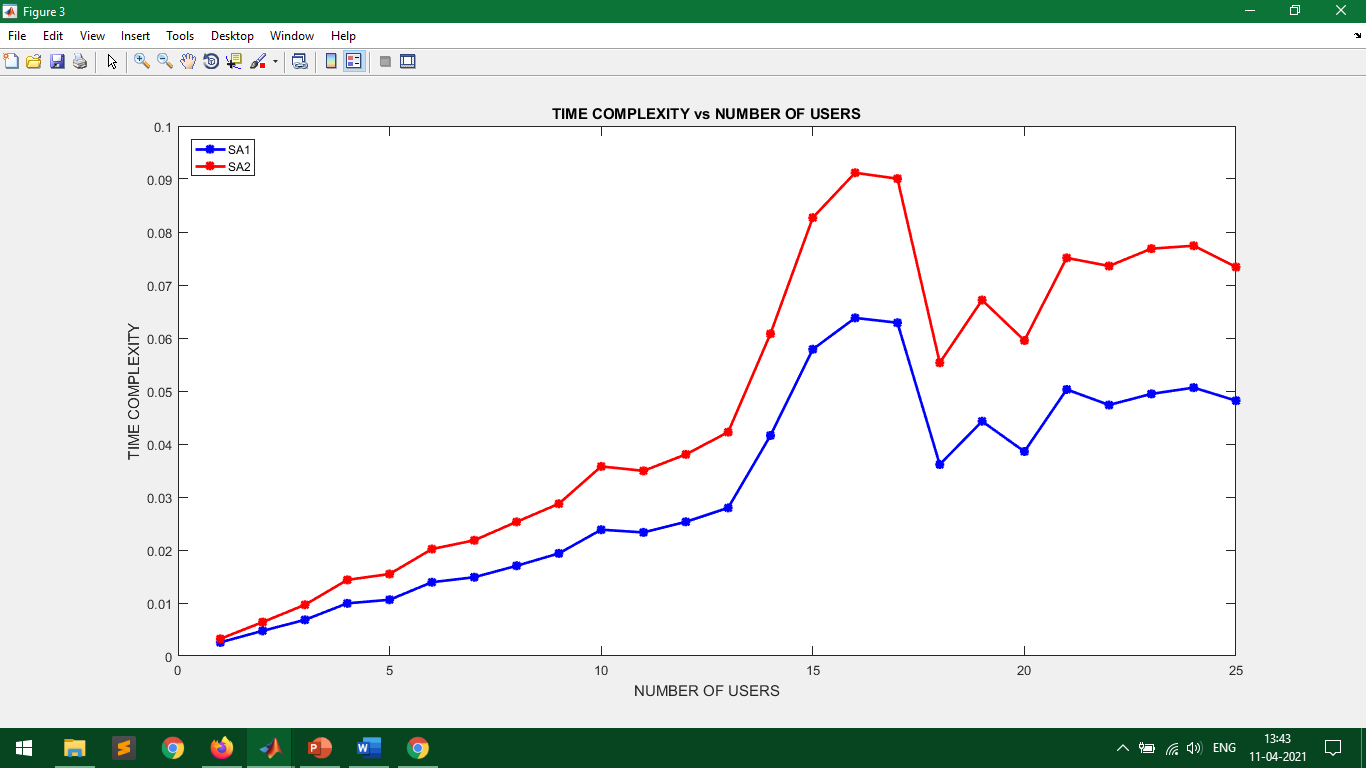 Figure 3
File Edit View Insert Tools Desktop Window Help
TIME COMPLEXITY vs NUMBER OF USERS
SA1
SA2
TIME COMPLEXITY
0.1
0.09
0.08
0.07
0.06
0.05
0.04
0.03
0.02
0.01
0
0 5 10 15 20 25
NUMBER OF USERS
ENG
13:43
11-04-2021